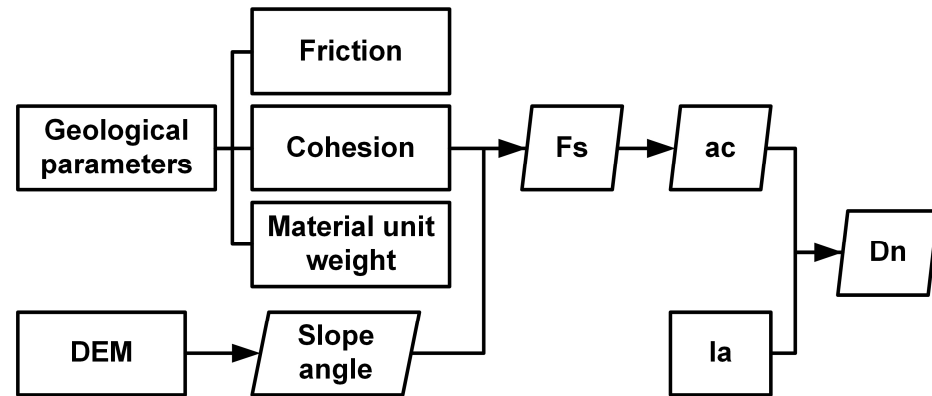 Friction
Geological
parameters
Cohesion
Fs
ac
Material unit
weight
Dn
DEM
Slope
angle
Ia